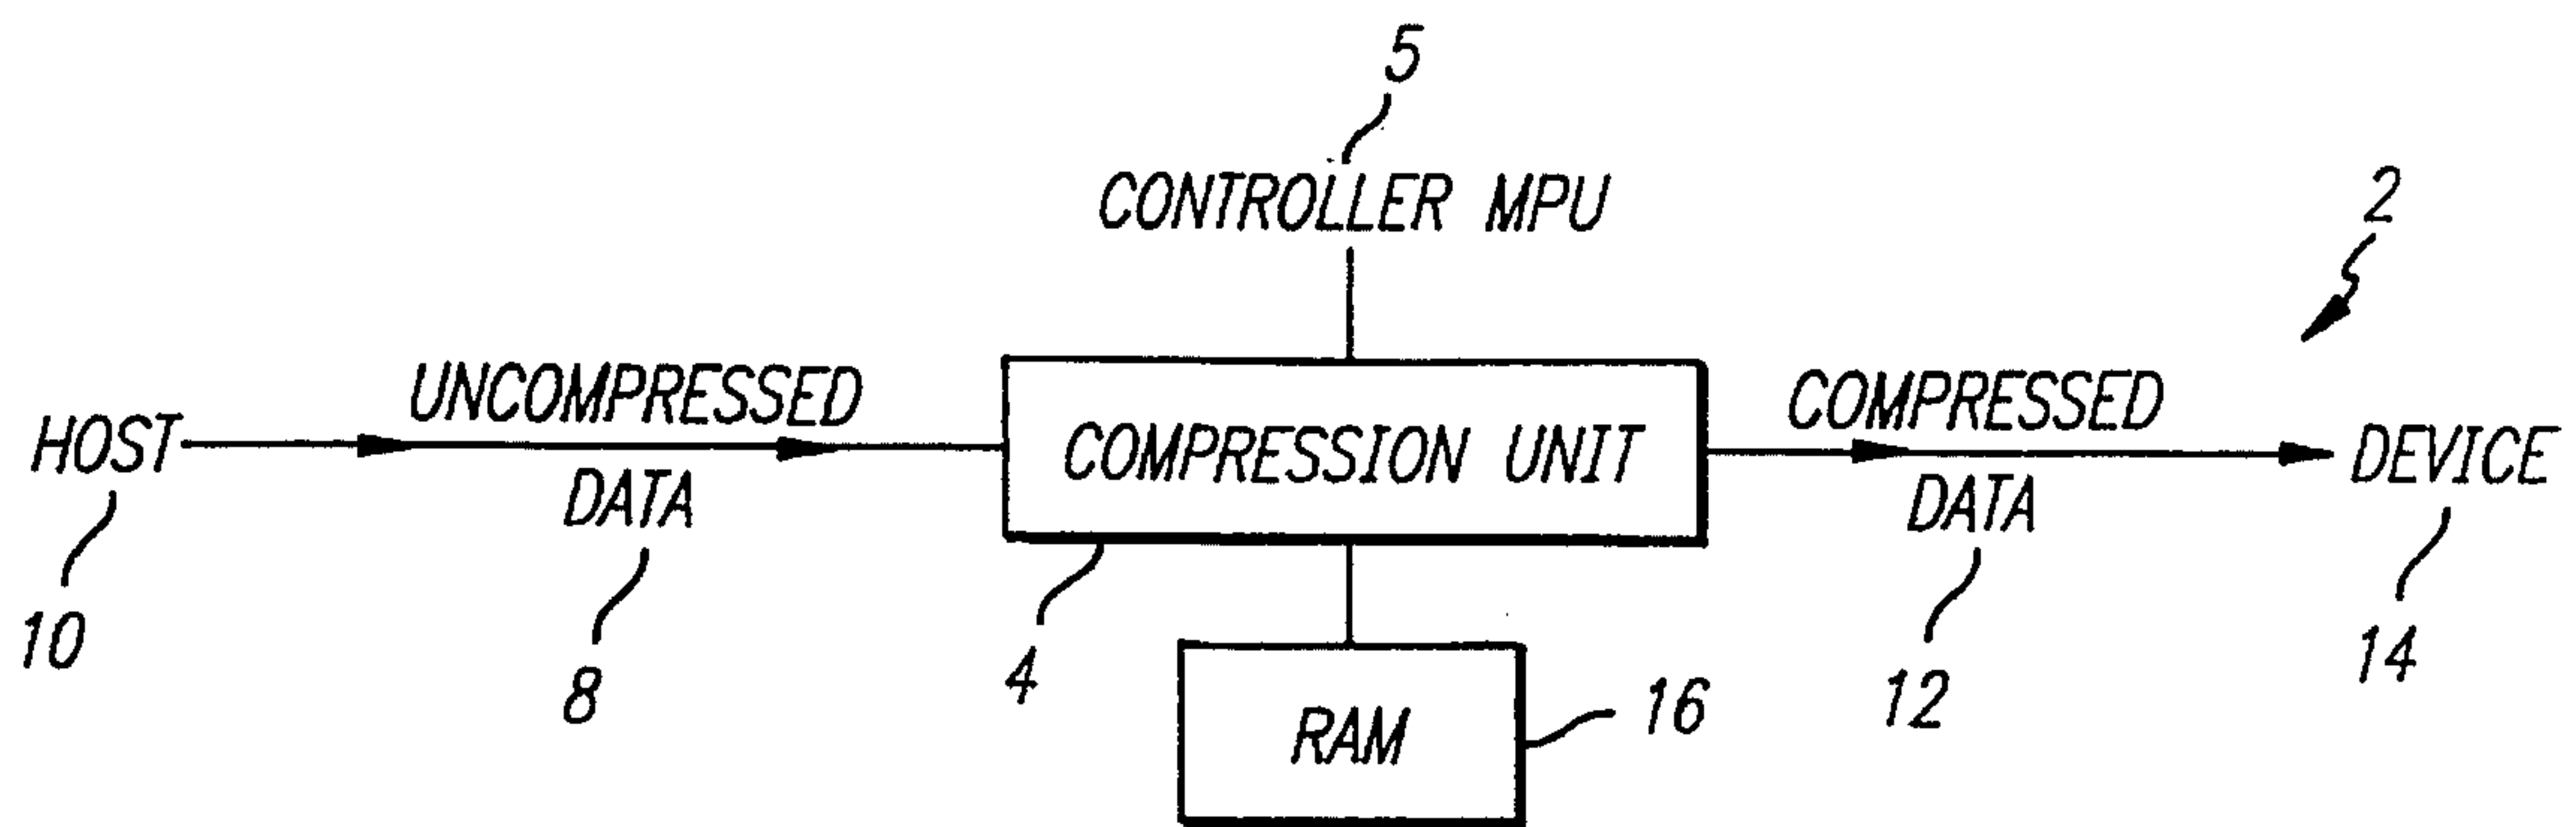 5
CONTROLLER MPU
2
UNCOMPRESSED
DATA
HOST
COMPRESSION UNIT
COMPRESSED
DATA
DEVICE
10
8
4
12
14
RAM
16